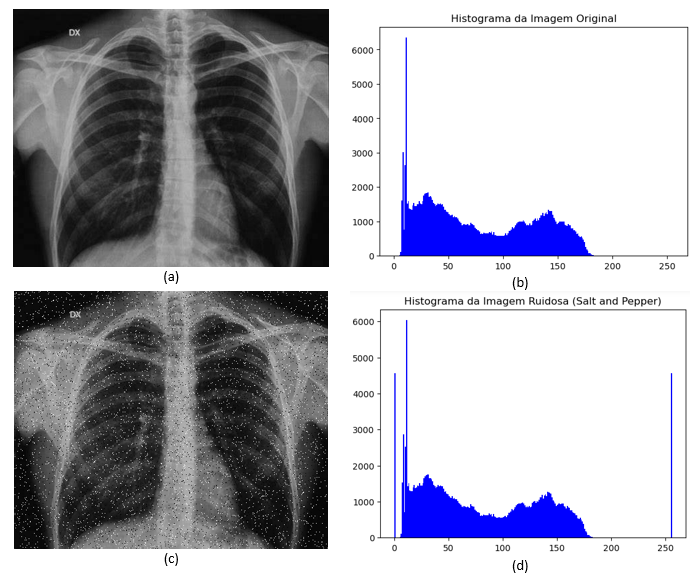 DX
(a)
Histograma da Imagem Original
6000
5000
4000
3000
2000
1000
0
0 50 100 150 200 250
(b)
DX
(c)
Histograma da Imagem Ruidosa (Salt and Pepper)
6000
5000
4000
3000
2000
1000
0
0 50 100 150 200 250
(d)